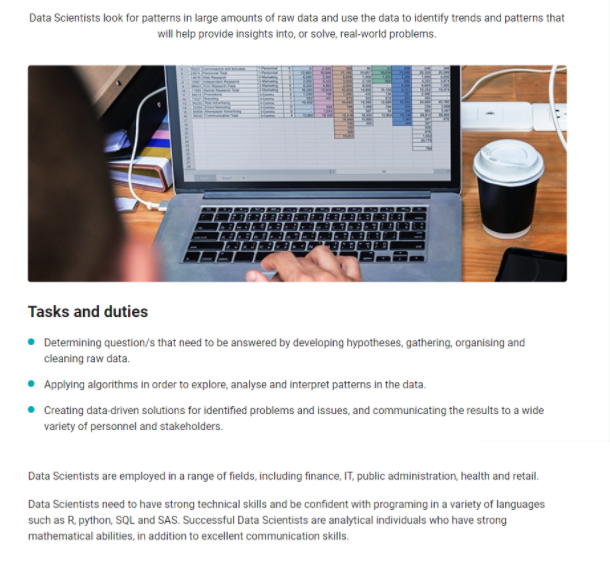 Data Scientists look for patterns in large amounts of raw data and use the data to identify trends and patterns that
will help provide insights into, or solve, real-world problems.
Tasks and duties
Determining question/s that need to be answered by developing hypotheses, gathering, organising and
cleaning raw data.
Applying algorithms in order to explore, analyse and interpret patterns in the data.
Creating data-driven solutions for identified problems and issues, and communicating the results to a wide
variety of personnel and stakeholders.
Data Scientists are employed in a range of fields, including finance, IT, public administration, health and retail.
Data Scientists need to have strong technical skills and be confident with programing in a variety of languages
such as R, python, SQL and SAS. Successful Data Scientists are analytical individuals who have strong
mathematical abilities, in addition to excellent communication skills.